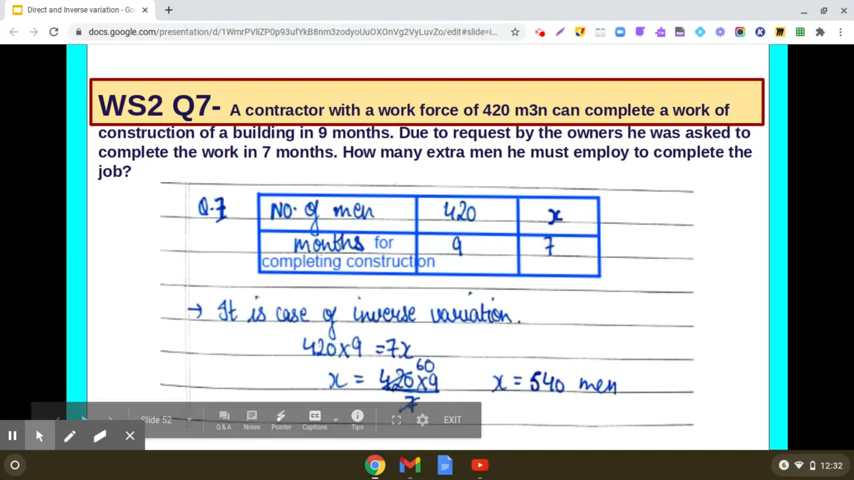 Direct and Inverse variation - Goo
docs.google.com/presentation/d/1WmrPVliZP0p93ufYkB8nm3zodyoUuOXOnVg2VyLuvZo/edit#slide=i...
WS2 Q7- A contractor with a work force of 420 m3n can complete a work of
construction of a building in 9 months. Due to request by the owners he was asked to
complete the work in 7 months. How many extra men he must employ to complete the
job?
Q.7 No. of men 420 x
months for 9 7
completing construction
→ It is case of inverse variation.
420×9 = 7x
60
x = 420×9 x = 540 men
7
Slide 52
Q & A Notes Pointer Captions Tips EXIT
6 12:32